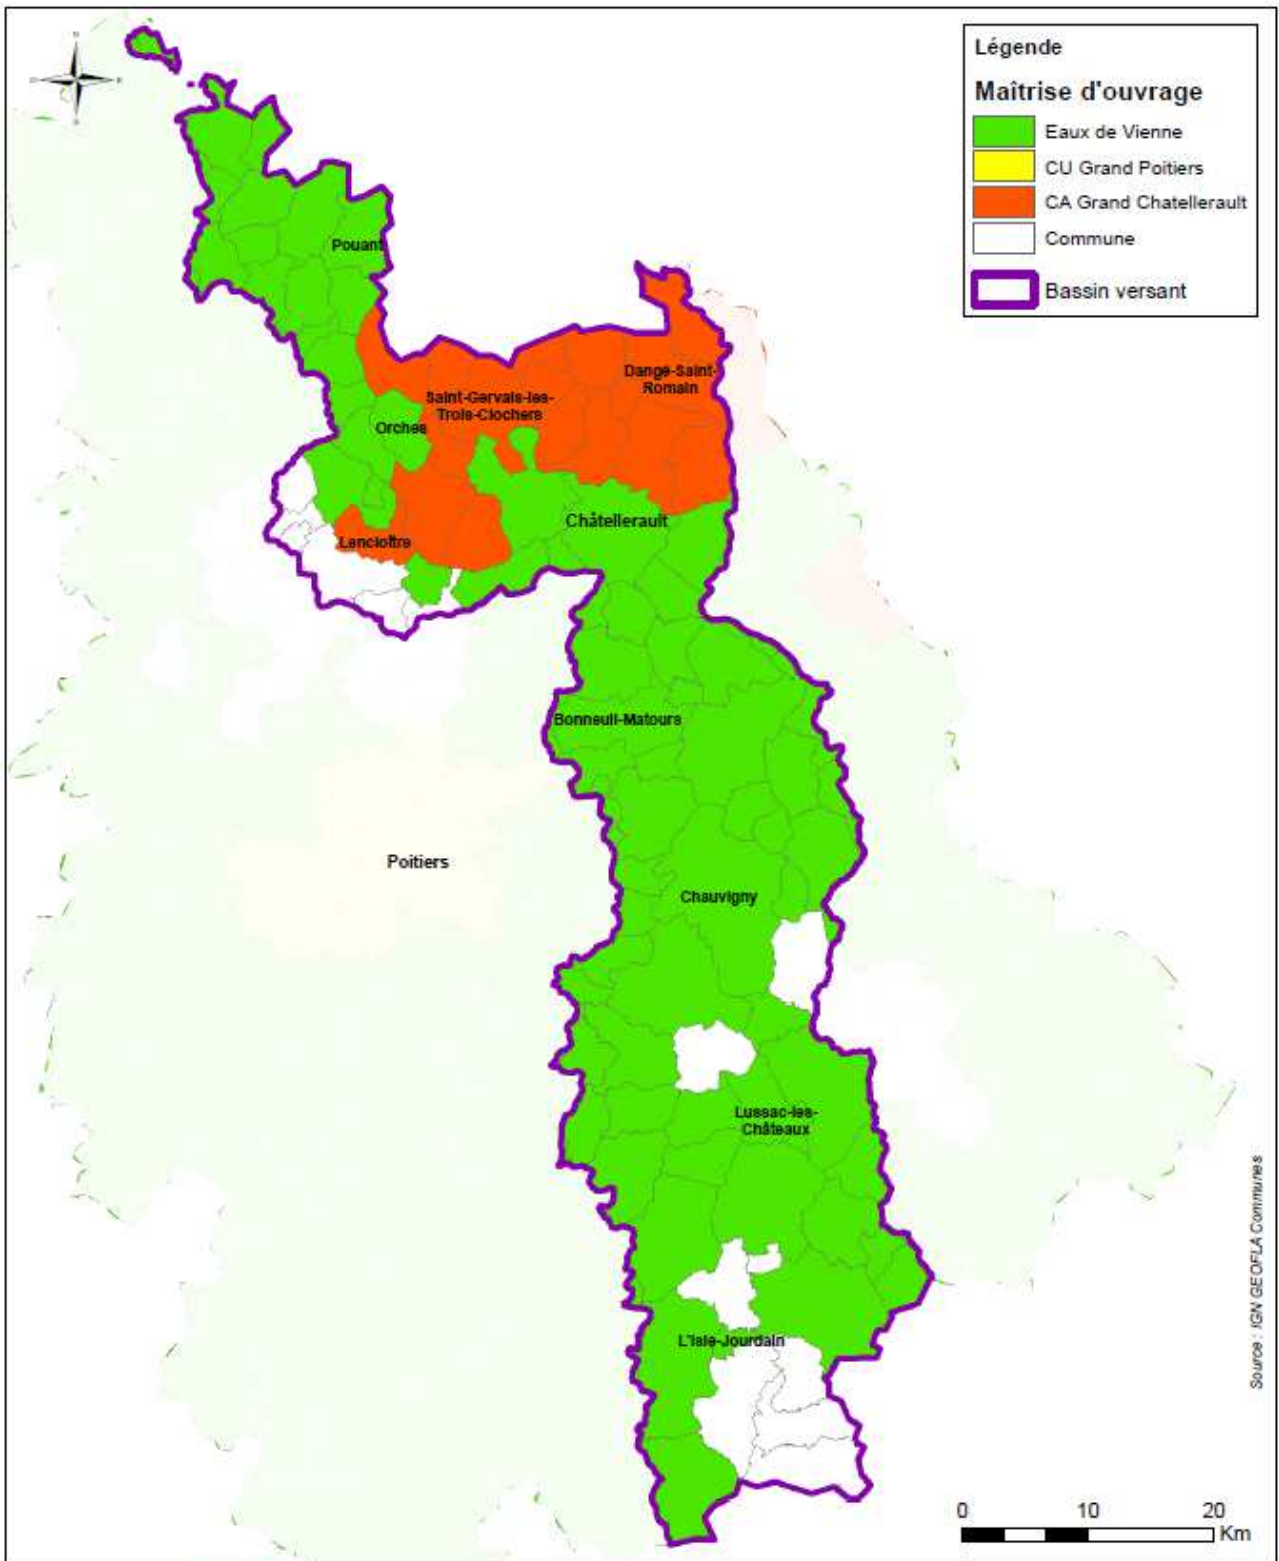 Légende
Maîtrise d'ouvrage
Eaux de Vienne
CU Grand Poitiers
CA Grand Chatellerault
Commune
Bassin versant
Pouant
Dangé-Saint-
Romain
Saint-Gervais-les-
Trois-Clochers
Orches
Châtellerault
Lencloître
Bonneuil-Matours
Poitiers
Chauvigny
Lussac-les-
Châteaux
L'Isle-Jourdain
Source : IGN GEOFLA Communes
0 10 20
Km